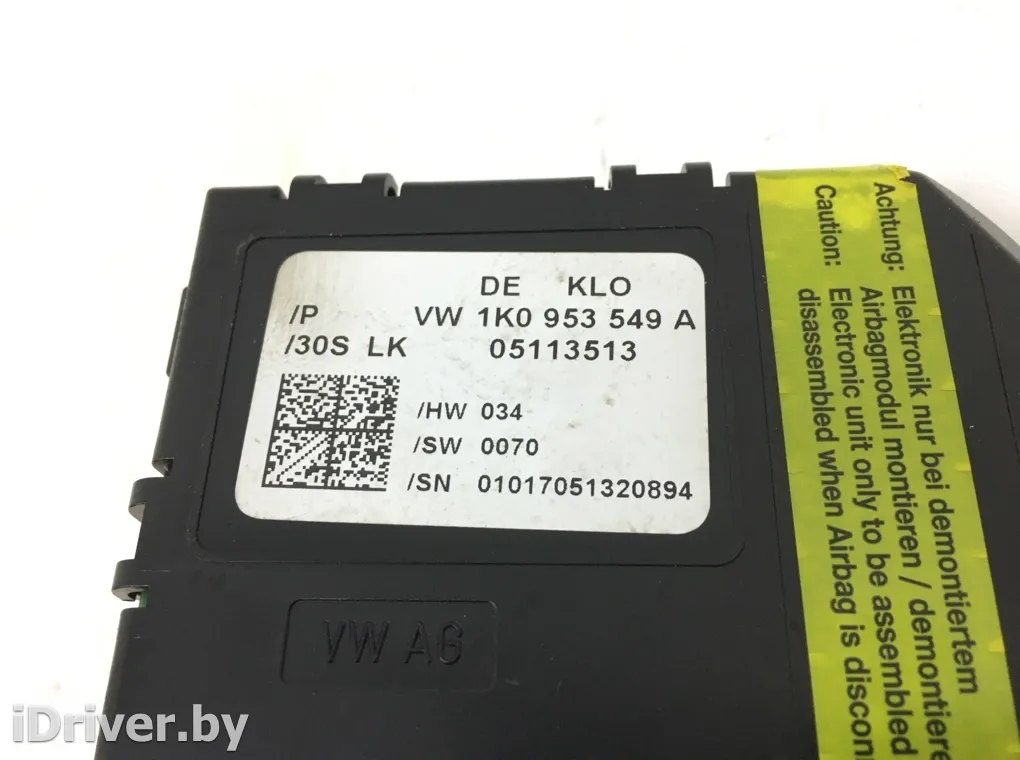 DE KLO
/P VW 1K0 953 549 A
/30S LK 05113513
/HW 034
/SW 0070
/SN 01017051320894
VW AG
Achtung: Elektronik nur bei demontiertem
Airbagmodul montieren / demontiere
Caution: Electronic unit only to be assembled
disassembled when Airbag is disconn
iDriver.by